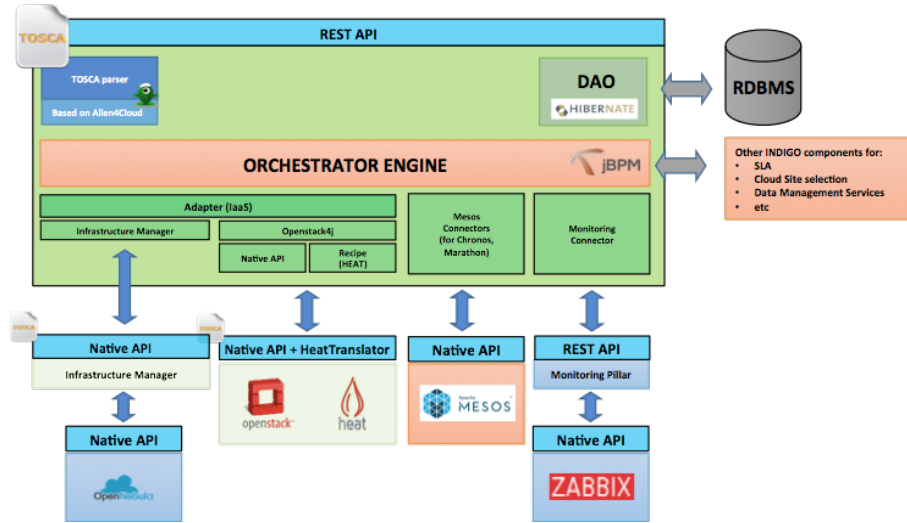 TOSCA
REST API
TOSCA parser
Based on Alien4Cloud
DAO
HIBERNATE
RDBMS
ORCHESTRATOR ENGINE
jBPM
Other INDIGO components for:
• SLA
• Cloud Site selection
• Data Management Services
• etc
Adapter (IaaS)
Infrastructure Manager
Openstack4j
Native API
Recipe
(HEAT)
Mesos
Connectors
(for Chronos,
Marathon)
Monitoring
Connector
TOSCA
Native API
Infrastructure Manager
TOSCA
Native API + HeatTranslator
openstack
heat
Native API
Apache
MESOS
REST API
Monitoring Pillar
Native API
OpenNebula
Native API
ZABBIX